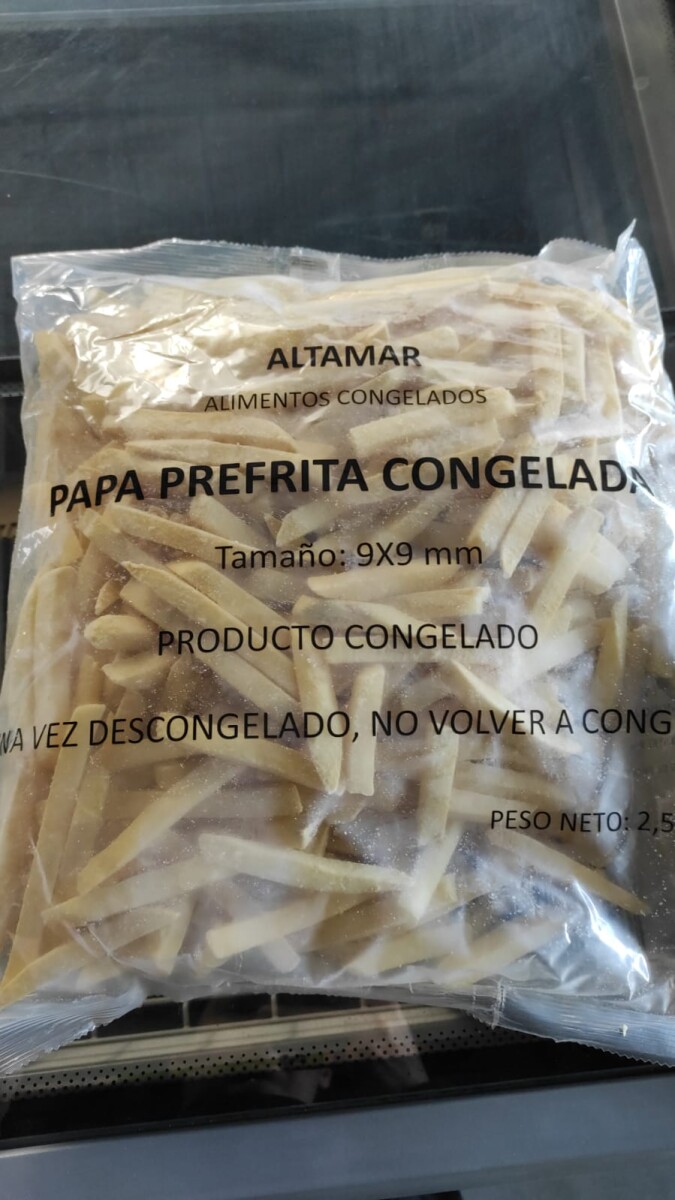 ALTAMAR
ALIMENTOS CONGELADOS
PAPA PREFRITA CONGELADA
Tamaño: 9X9 mm
PRODUCTO CONGELADO
NA VEZ DESCONGELADO, NO VOLVER A CONG
PESO NETO: 2,5